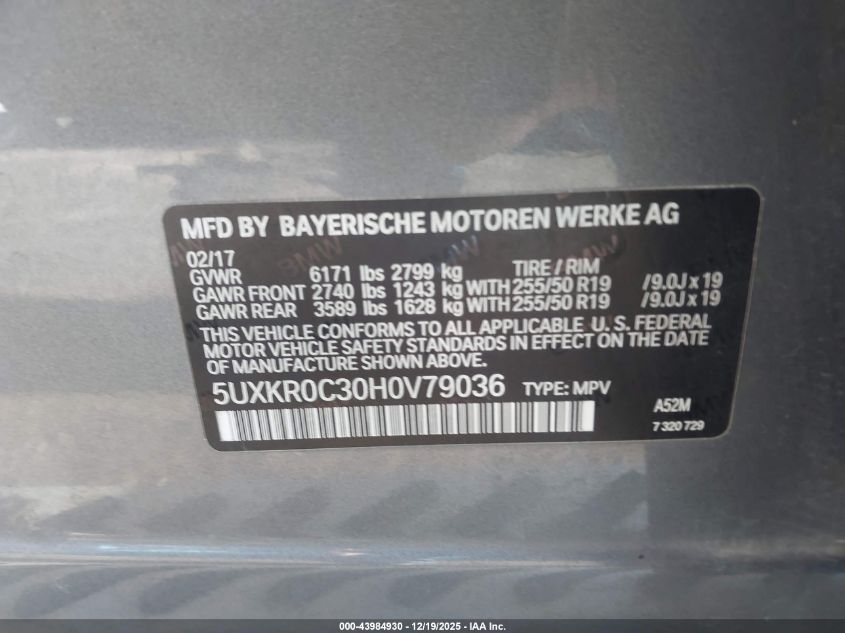 MFD BY BAYERISCHE MOTOREN WERKE AG
02/17
GVWR 6171 lbs 2799 kg TIRE / RIM
GAWR FRONT 2740 lbs 1243 kg WITH 255/50 R19 /9.0J x 19
GAWR REAR 3589 lbs 1628 kg WITH 255/50 R19 /9.0J x 19
THIS VEHICLE CONFORMS TO ALL APPLICABLE U. S. FEDERAL
MOTOR VEHICLE SAFETY STANDARDS IN EFFECT ON THE DATE
OF MANUFACTURE SHOWN ABOVE.
5UXKR0C30H0V79036 TYPE: MPV
A52M
7 320 729
000-43984930 - 12/19/2025 - IAA Inc.